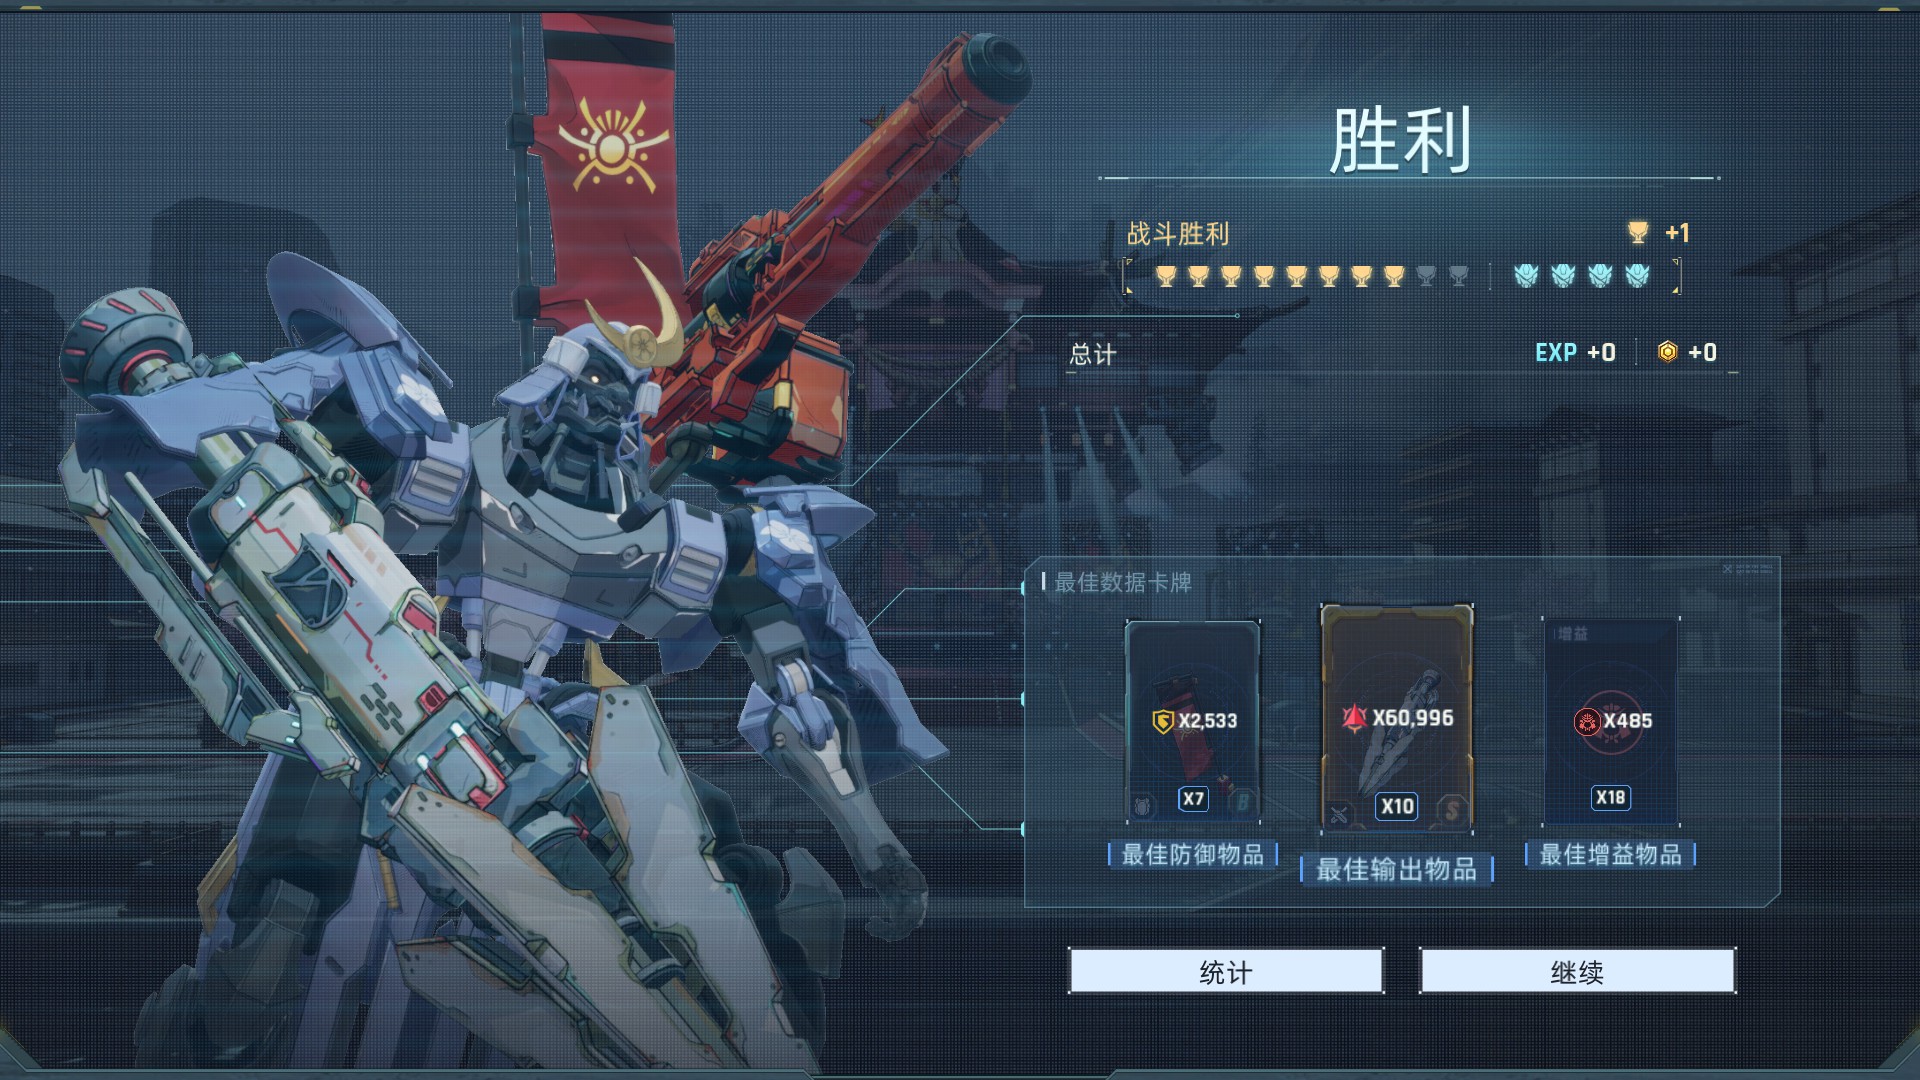 胜利
战斗胜利 +1
总计 EXP +0 +0
最佳数据卡牌
增益
X2,533 X60,996 X485
B S
X7 X10 X18
最佳防御物品 最佳输出物品 最佳增益物品
统计 继续